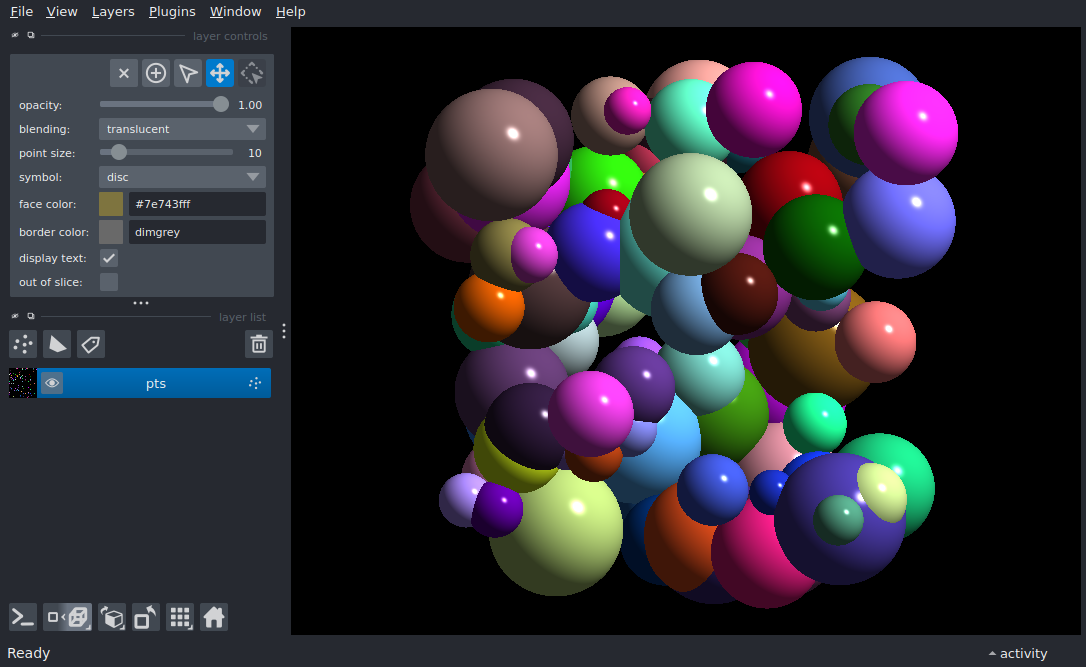 File View Layers Plugins Window Help
layer controls
opacity: 1.00
blending: translucent
point size: 10
symbol: disc
face color: #7e743fff
border color: dimgrey
display text:
out of slice:
layer list
pts
Ready
activity